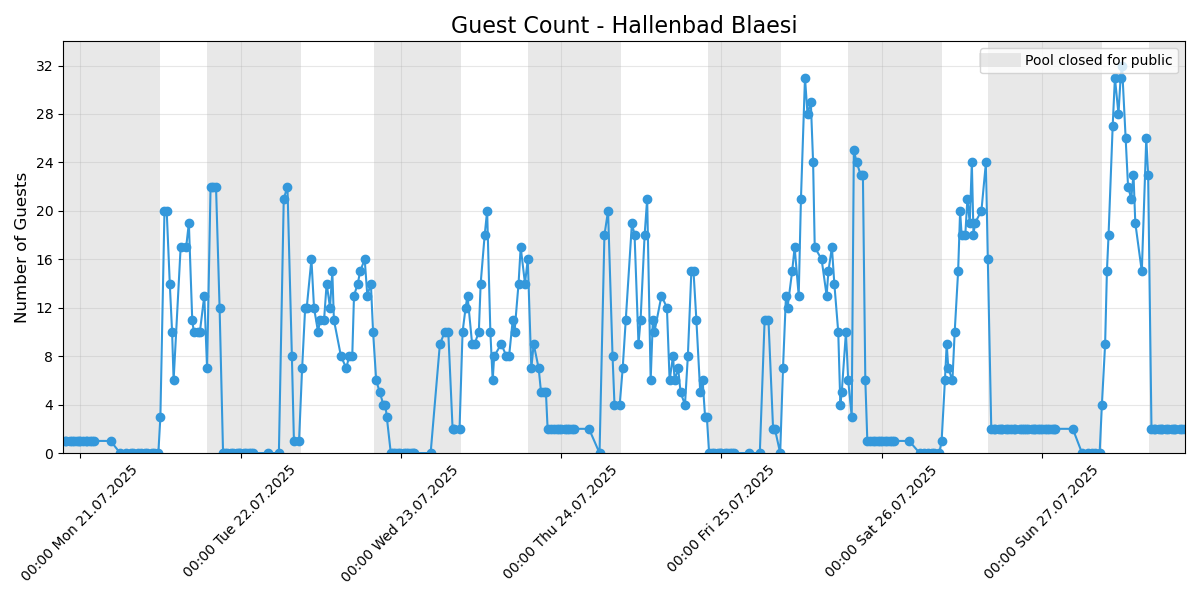 Guest Count - Hallenbad Blaesi
Pool closed for public
Number of Guests
32
28
24
20
16
12
8
4
0
00:00 Mon 21.07.2025
00:00 Tue 22.07.2025
00:00 Wed 23.07.2025
00:00 Thu 24.07.2025
00:00 Fri 25.07.2025
00:00 Sat 26.07.2025
00:00 Sun 27.07.2025